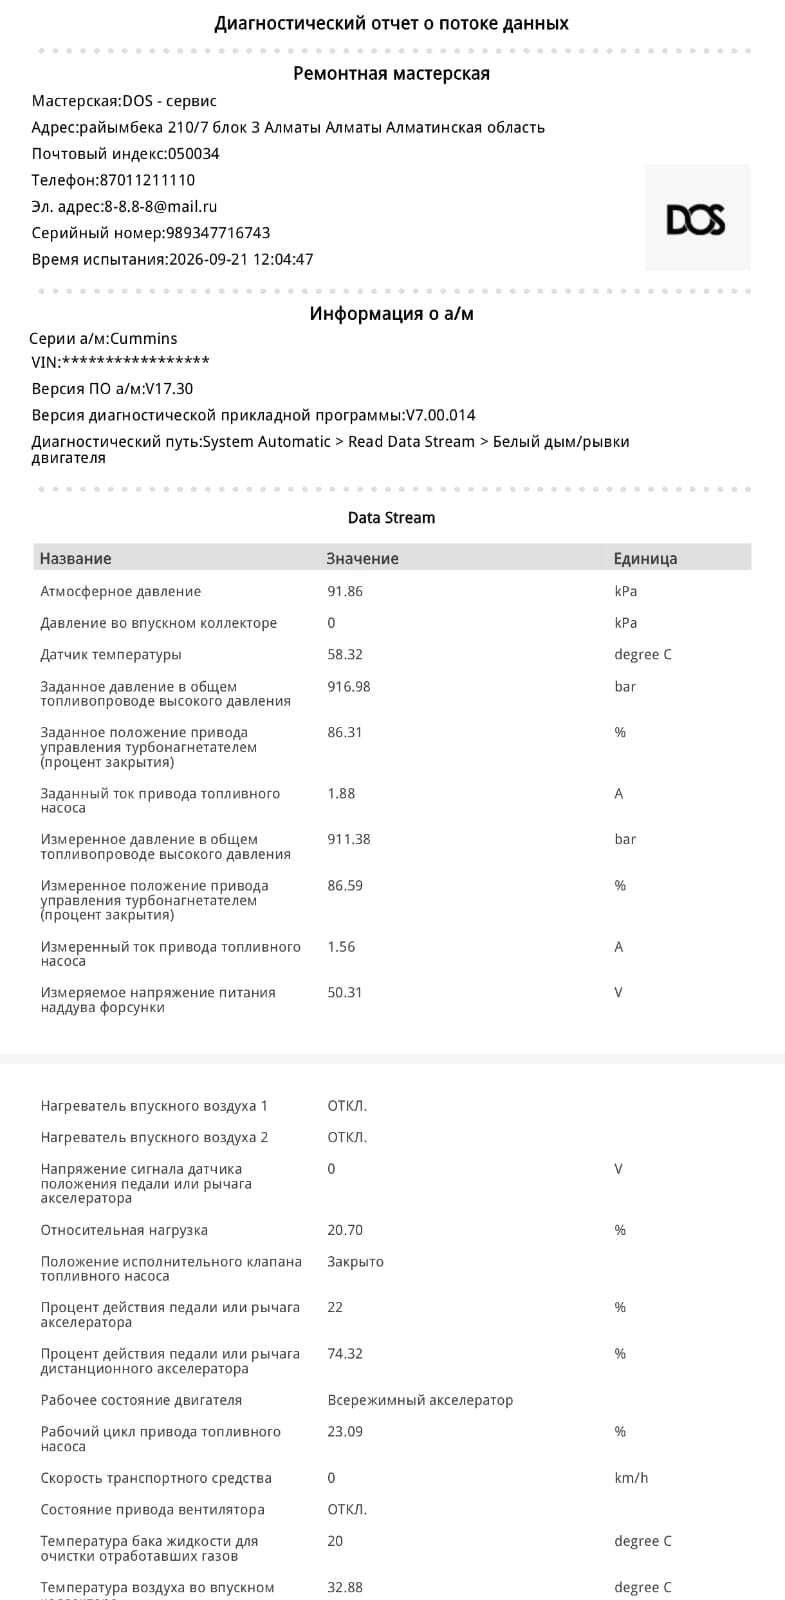 Диагностический отчет о потоке данных
Ремонтная мастерская
Мастерская:DOS - сервис
Адрес:райымбека 210/7 блок 3 Алматы Алматы Алматинская область
Почтовый индекс:050034
Телефон:87011211110
Эл. адрес:8-8.8-8@mail.ru
Серийный номер:989347716743
Время испытания:2026-09-21 12:04:47
DOS
Информация о а/м
Серии а/м:Cummins
VIN:*****************
Версия ПО а/м:V17.30
Версия диагностической прикладной программы:V7.00.014
Диагностический путь:System Automatic > Read Data Stream > Белый дым/рывки
двигателя
Data Stream
Название Значение Единица
Атмосферное давление 91.86 kPa
Давление во впускном коллекторе 0 kPa
Датчик температуры 58.32 degree C
Заданное давление в общем 916.98 bar
топливопроводе высокого давления
Заданное положение привода 86.31 %
управления турбонагнетателем
(процент закрытия)
Заданный ток привода топливного 1.88 A
насоса
Измеренное давление в общем 911.38 bar
топливопроводе высокого давления
Измеренное положение привода 86.59 %
управления турбонагнетателем
(процент закрытия)
Измеренный ток привода топливного 1.56 A
насоса
Измеряемое напряжение питания 50.31 V
наддува форсунки
Нагреватель впускного воздуха 1 ОТКЛ.
Нагреватель впускного воздуха 2 ОТКЛ.
Напряжение сигнала датчика 0 V
положения педали или рычага
акселератора
Относительная нагрузка 20.70 %
Положение исполнительного клапана Закрыто
топливного насоса
Процент действия педали или рычага 22 %
акселератора
Процент действия педали или рычага 74.32 %
дистанционного акселератора
Рабочее состояние двигателя Всережимный акселератор
Рабочий цикл привода топливного 23.09 %
насоса
Скорость транспортного средства 0 km/h
Состояние привода вентилятора ОТКЛ.
Температура бака жидкости для 20 degree C
очистки отработавших газов
Температура воздуха во впускном 32.88 degree C